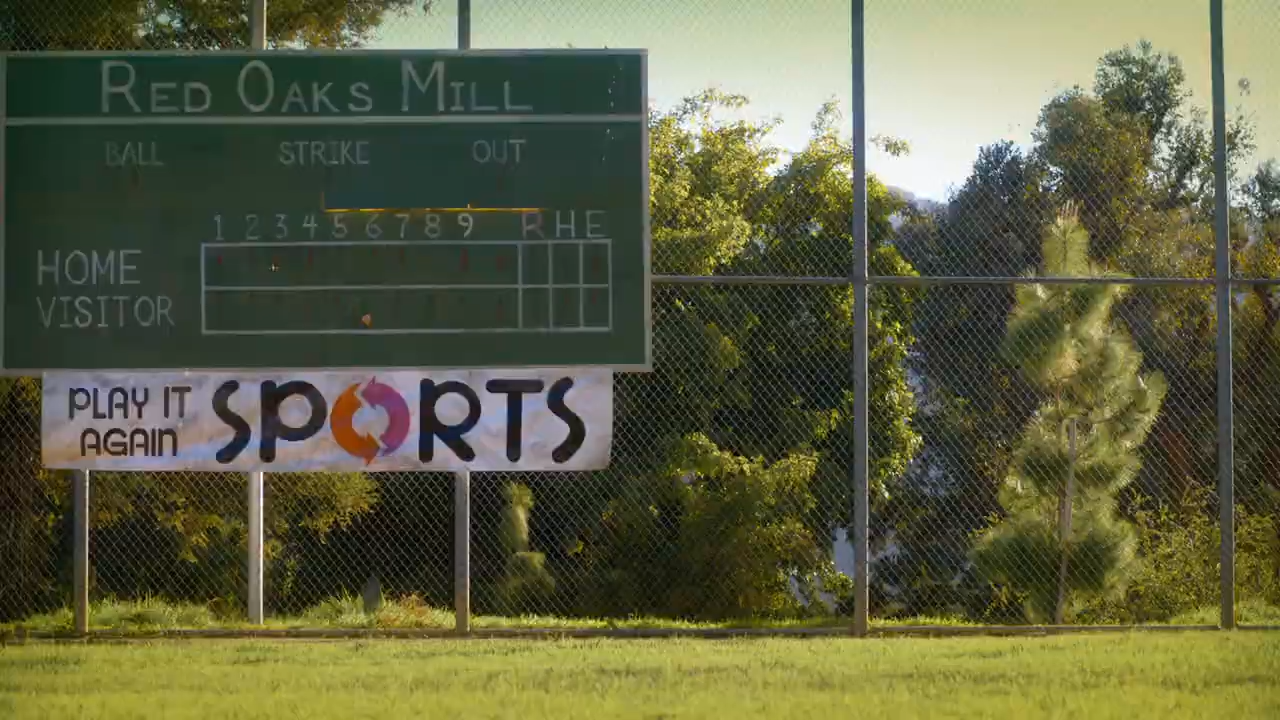 RED OAKS MILL
BALL STRIKE OUT
1 2 3 4 5 6 7 8 9 R H E
HOME
VISITOR
PLAY IT AGAIN SPORTS